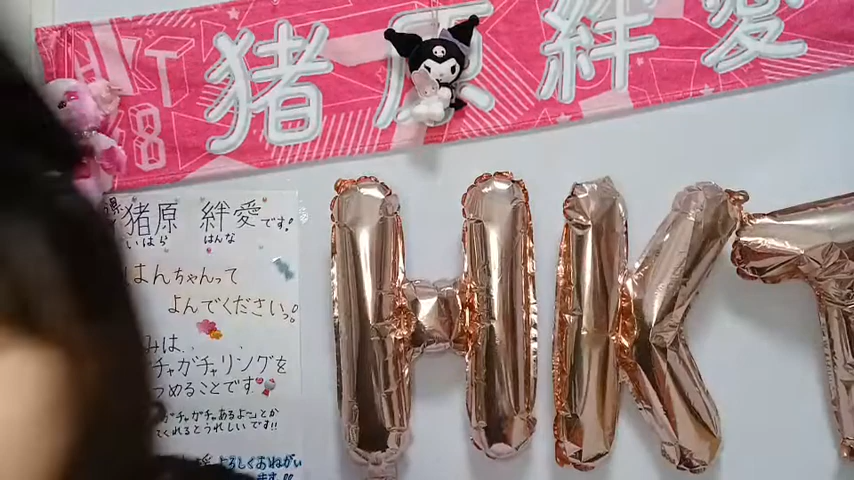 HKT48 猪原絆愛
猪原 絆愛です。
いはら はんな
はんちゃんって
よんでください。
みは、
チャガチャリングを
つめることです。
ガチャガチャあるよ〜とか
てくれるとうれしいです!!
よろしくおねがい
ます
HKT